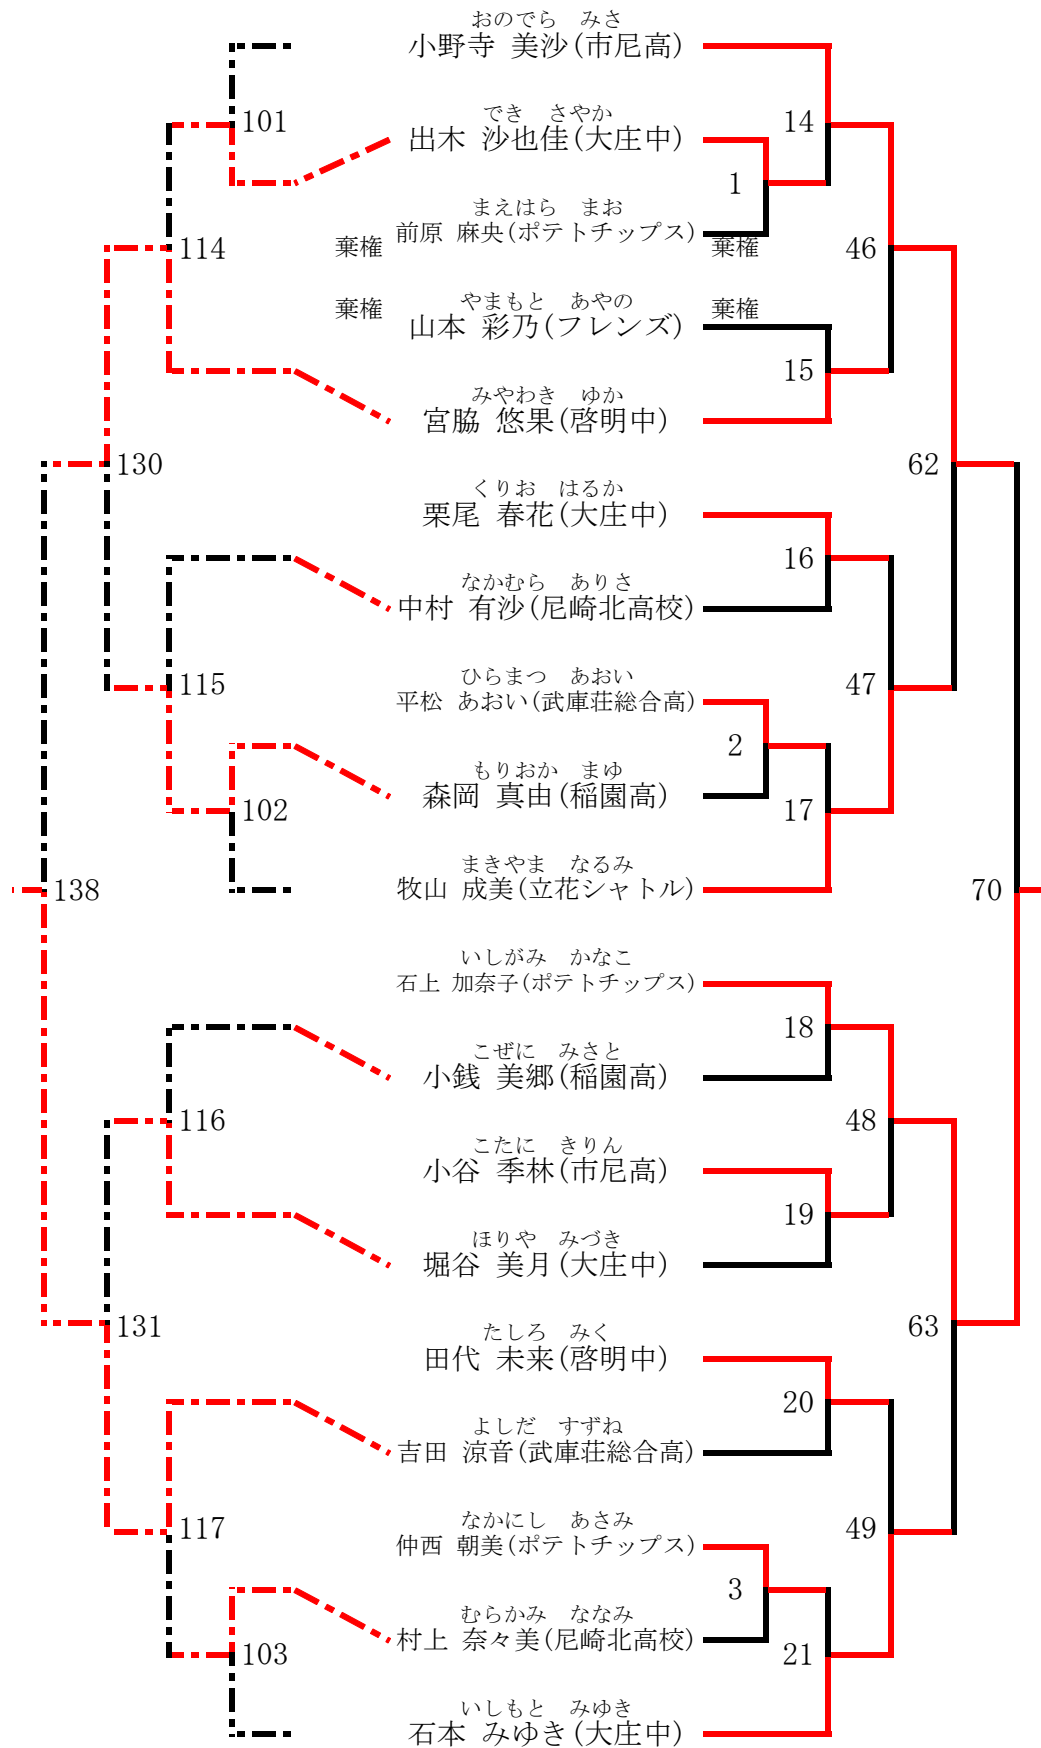 おのでら みさ
小野寺 美沙(市尼高)
101
でき さやか
14
出木 沙也佳(大庄中)
1
まえはら まお
前原 麻央(ポテトチップス)
114
棄権
棄権
46
棄権
やまもと あやの
棄権
山本 彩乃(フレンズ)
15
みやわき ゆか
宮脇 悠果(啓明中)
130
62
くりお はるか
栗尾 春花(大庄中)
16
なかむら ありさ
中村 有沙(尼崎北高校)
115
ひらまつ あおい
47
平松 あおい(武庫荘総合高)
2
もりおか まゆ
森岡 真由(稲園高)
102
17
まきやま なるみ
138
牧山 成美(立花シャトル)
70
いしがみ かなこ
石上 加奈子(ポテトチップス)
18
こぜに みさと
小銭 美郷(稲園高)
116
48
こたに きりん
小谷 季林(市尼高)
19
ほりや みづき
堀谷 美月(大庄中)
131
63
たしろ みく
田代 未来(啓明中)
20
よしだ すずね
吉田 涼音(武庫荘総合高)
117
なかにし あさみ
49
仲西 朝美(ポテトチップス)
3
むらかみ ななみ
村上 奈々美(尼崎北高校)
103
21
いしもと みゆき
石本 みゆき(大庄中)